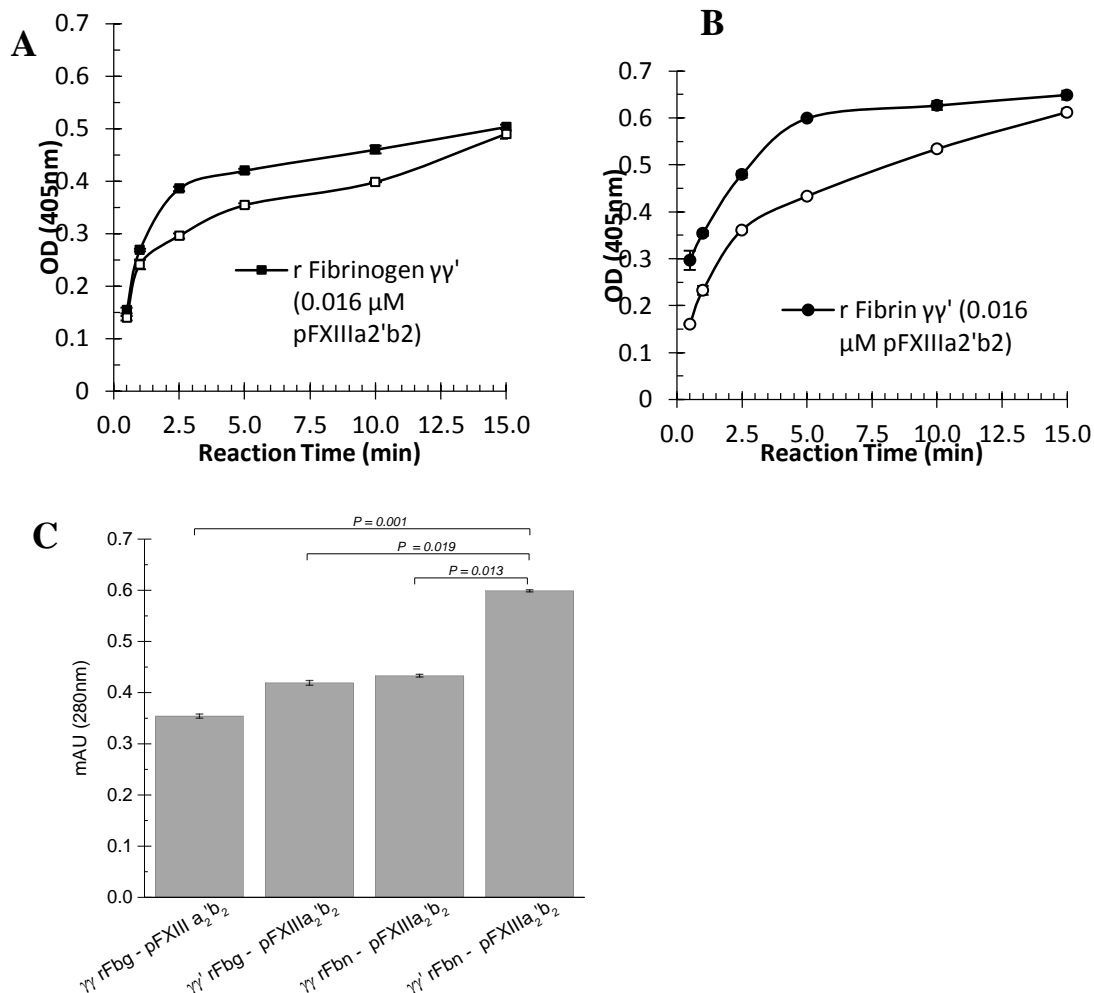 A
0.7
0.6
0.5
0.4
0.3
0.2
0.1
0
OD (405nm)
r Fibrinogen γγ'
(0.016 µM
pFXIIIa2'b2)
0.0 2.5 5.0 7.5 10.0 12.5 15.0
Reaction Time (min)
B
0.7
0.6
0.5
0.4
0.3
0.2
0.1
0
OD (405nm)
r Fibrin γγ' (0.016
µM pFXIIIa2'b2)
0.0 2.5 5.0 7.5 10.0 12.5 15.0
Reaction Time (min)
C
P = 0.001
P = 0.019
P = 0.013
0.7
0.6
0.5
0.4
0.3
0.2
0.1
0.0
mAU (280nm)
γγ rFbg - pFXIII a₂'b₂
γγ' rFbg - pFXIIIa₂'b₂
γγ rFbn - pFXIIIa₂'b₂
γγ' rFbn - pFXIIIa₂'b₂